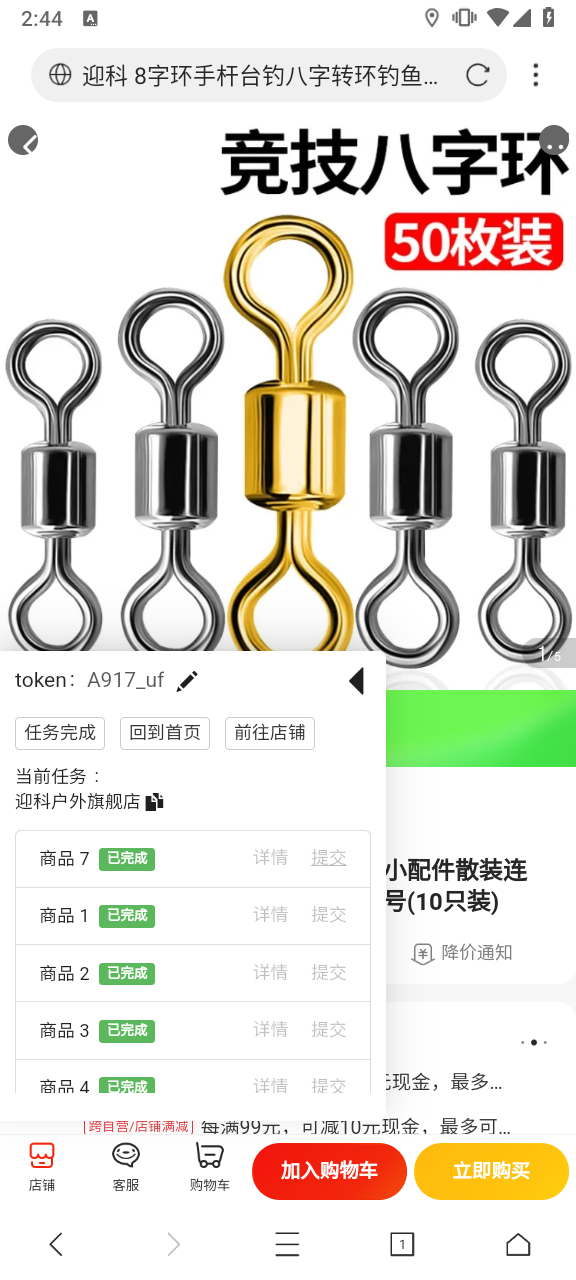 2:44
A
迎科 8字环手杆台钓八字转环钓鱼...
竞技八字环
50枚装
1/5
token： A917_uf
任务完成 回到首页 前往店铺
当前任务：
迎科户外旗舰店
商品 7 已完成 详情 提交
商品 1 已完成 详情 提交
商品 2 已完成 详情 提交
商品 3 已完成 详情 提交
商品 4 已完成 详情 提交
小配件散装连
号(10只装)
降价通知
元现金，最多...
跨自营/店铺满减 每满99元，可减10元现金，最多可...
店铺 客服 购物车 加入购物车 立即购买
1